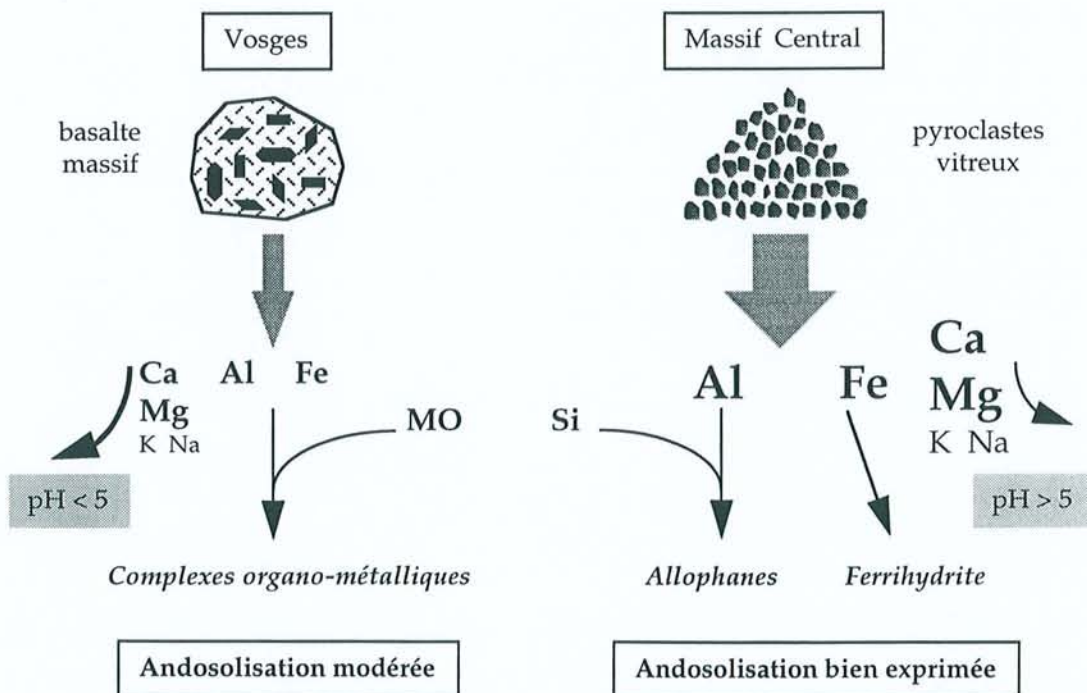 Vosges
basalte
massif
Ca Al Fe
Mg
K Na
MO
pH < 5
Complexes organo-métalliques
Andosolisation modérée
Massif Central
pyroclastes
vitreux
Ca
Al Fe
Mg
Si
K Na
pH > 5
Allophanes Ferrihydrite
Andosolisation bien exprimée